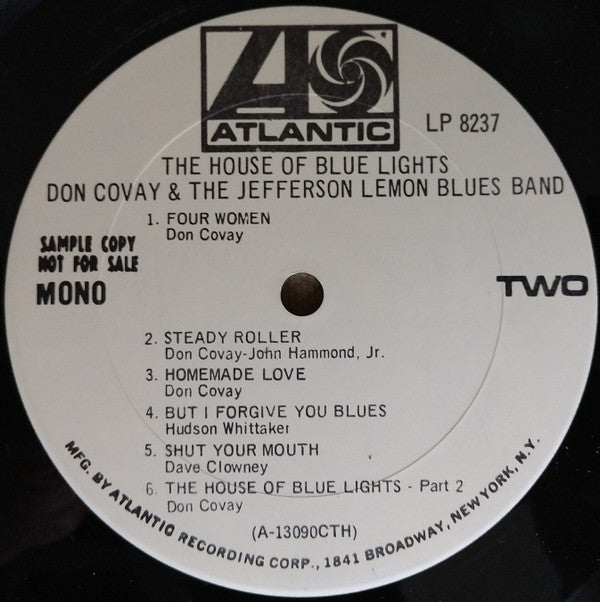 ATLANTIC
LP 8237
THE HOUSE OF BLUE LIGHTS
DON COVAY & THE JEFFERSON LEMON BLUES BAND
1. FOUR WOMEN
Don Covay
SAMPLE COPY
NOT FOR SALE
MONO
TWO
2. STEADY ROLLER
Don Covay-John Hammond, Jr.
3. HOMEMADE LOVE
Don Covay
4. BUT I FORGIVE YOU BLUES
Hudson Whittaker
5. SHUT YOUR MOUTH
Dave Clowney
6. THE HOUSE OF BLUE LIGHTS - Part 2
Don Covay
(A-13090CTH)
MFG. BY ATLANTIC RECORDING CORP., 1841 BROADWAY, NEW YORK, N.Y.